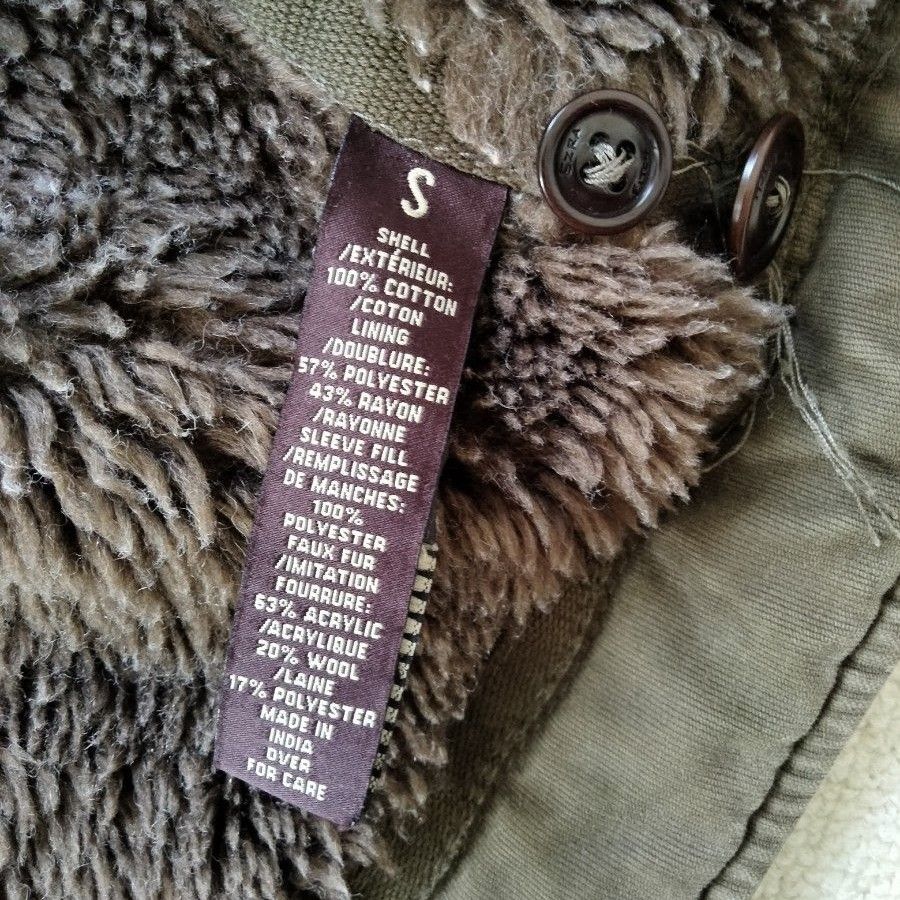 S
SHELL
/EXTÉRIEUR:
100% COTTON
/COTON
LINING
/DOUBLURE:
57% POLYESTER
43% RAYON
/RAYONNE
SLEEVE FILL
/REMPLISSAGE
DE MANCHES:
100%
POLYESTER
FAUX FUR
/IMITATION
FOURRURE:
63% ACRYLIC
/ACRYLIQUE
20% WOOL
/LAINE
17% POLYESTER
MADE IN
INDIA
OVER
FOR CARE